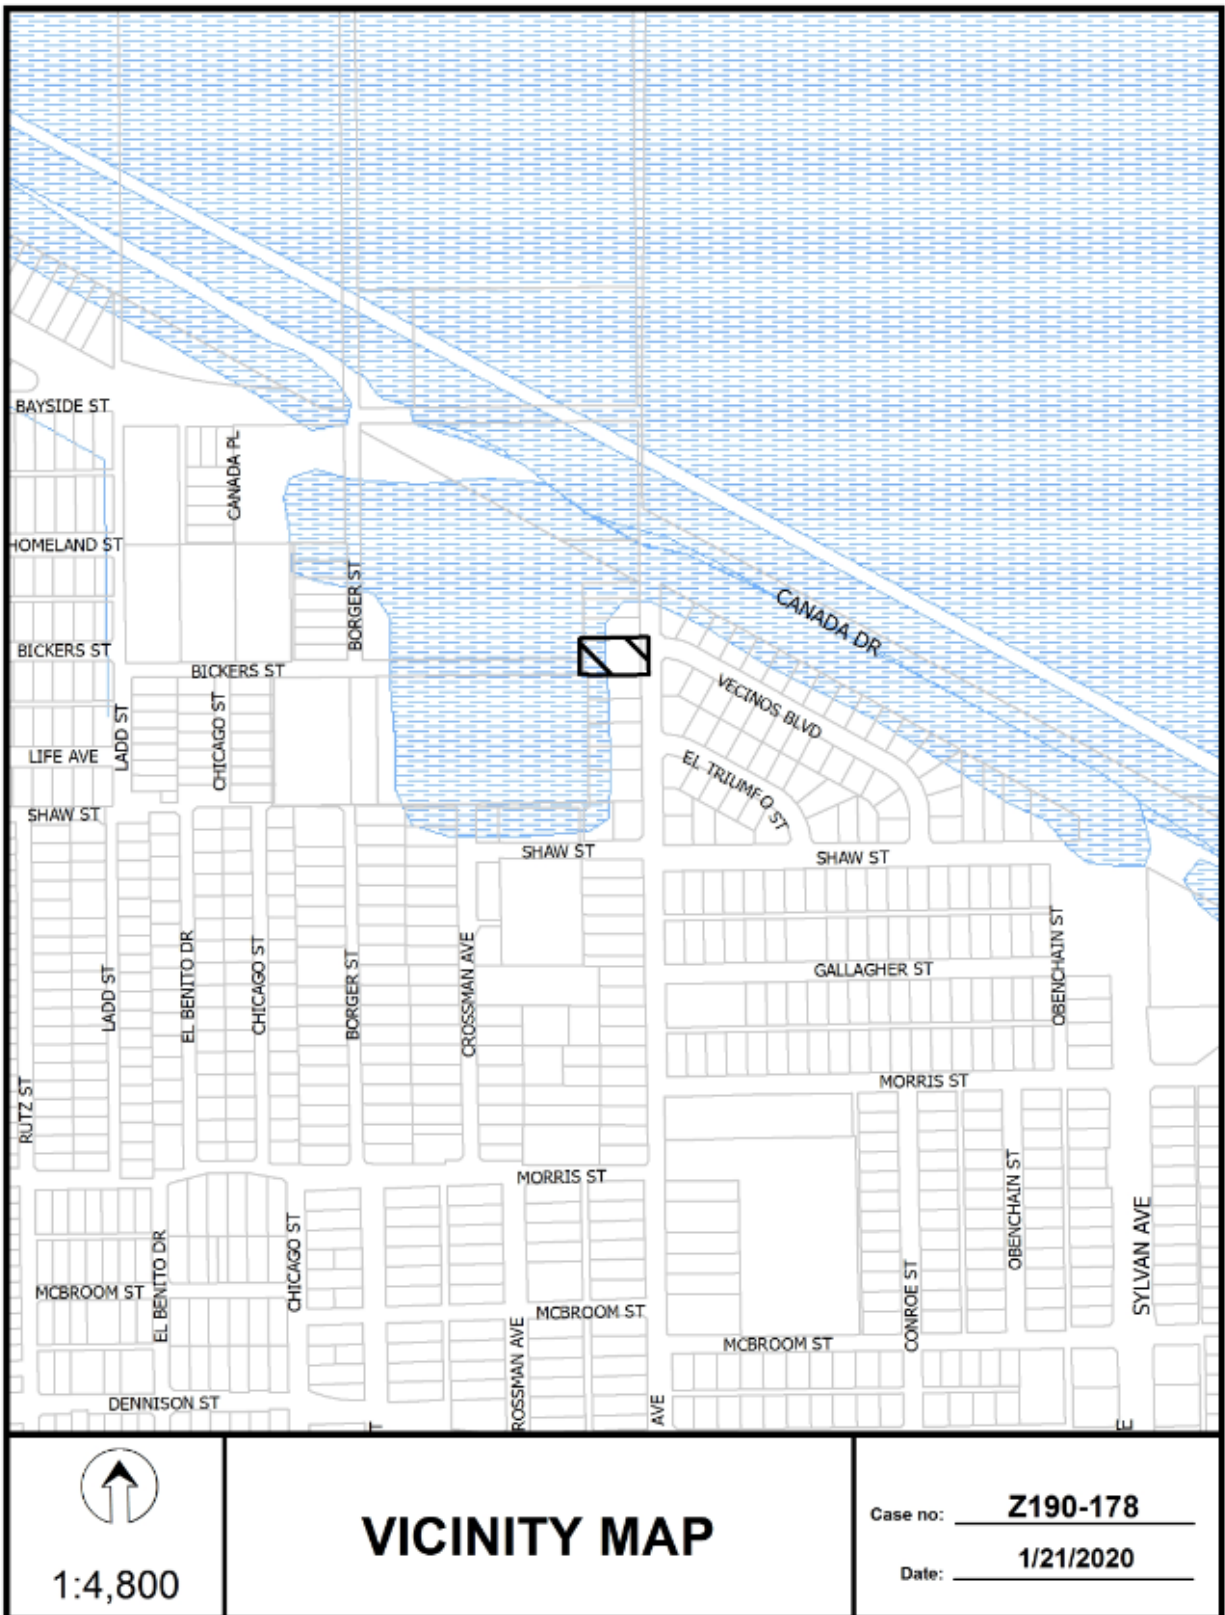 BAYSIDE ST
CANADA PL
HOMELAND ST
BORGER ST
CANADA DR
BICKERS ST
BICKERS ST
VECINOS BLVD
LADD ST
CHICAGO ST
LIFE AVE
EL TRIUMFO ST
SHAW ST
SHAW ST
SHAW ST
OBENCHAIN ST
EL BENITO DR
CHICAGO ST
BORGER ST
CROSSMAN AVE
LADD ST
GALLAGHER ST
MORRIS ST
RUTZ ST
MORRIS ST
OBENCHAIN ST
SYLVAN AVE
CHICAGO ST
EL BENITO DR
MCBROOM ST
CONROE ST
MCBROOM ST
MCBROOM ST
ROSSMAN AVE
AVE
DENNISON ST
T
E
1:4,800
VICINITY MAP
Case no: Z190-178
Date: 1/21/2020